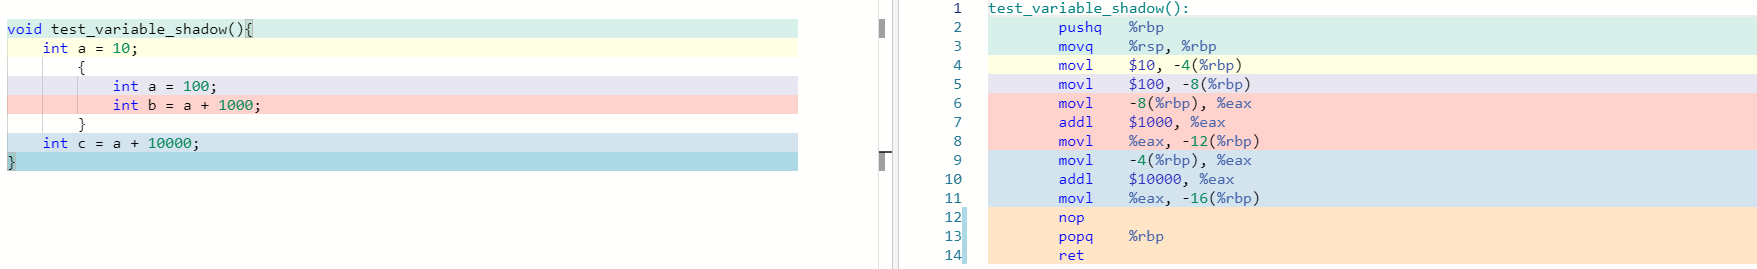 void test_variable_shadow(){
    int a = 10;
        {
            int a = 100;
            int b = a + 1000;
        }
    int c = a + 10000;
}
1 test_variable_shadow():
2         pushq   %rbp
3         movq    %rsp, %rbp
4         movl    $10, -4(%rbp)
5         movl    $100, -8(%rbp)
6         movl    -8(%rbp), %eax
7         addl    $1000, %eax
8         movl    %eax, -12(%rbp)
9         movl    -4(%rbp), %eax
10         addl    $10000, %eax
11         movl    %eax, -16(%rbp)
12         nop
13         popq    %rbp
14         ret